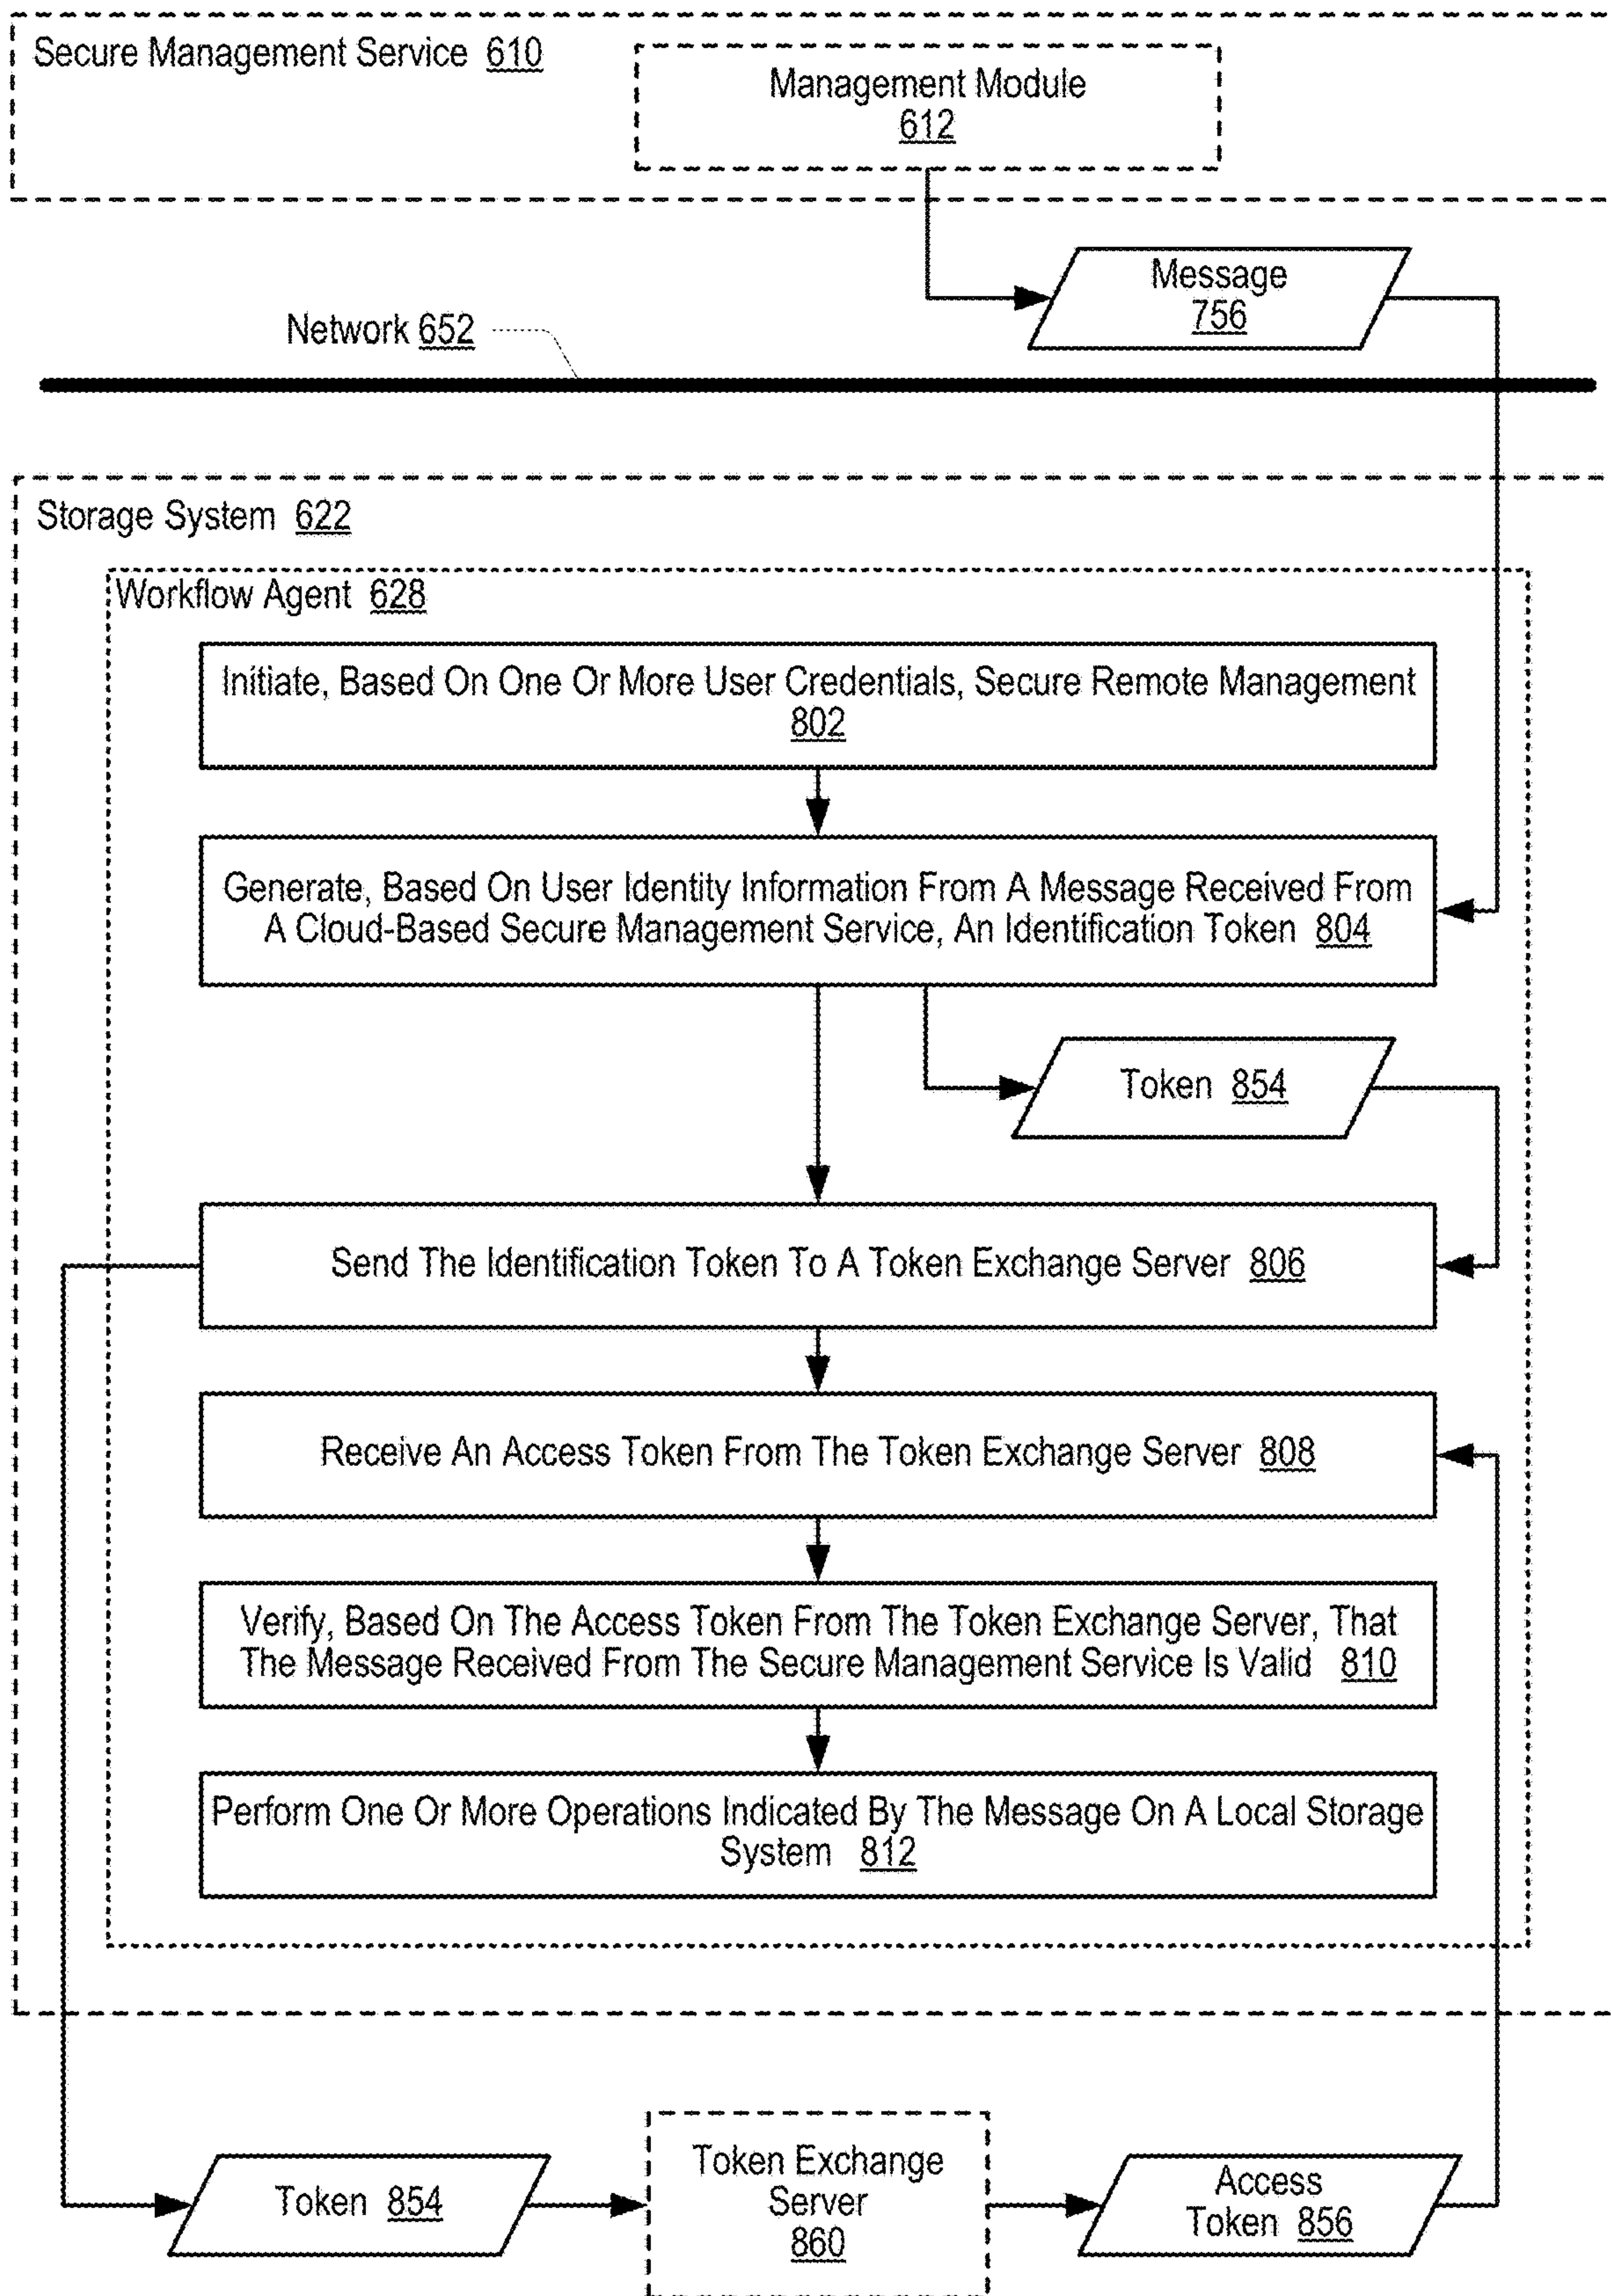 Secure Management Service 610
Management Module
612
Message
756
Network 652
Storage System 622
Workflow Agent 628
Initiate, Based On One Or More User Credentials, Secure Remote Management
802
Generate, Based On User Identity Information From A Message Received From
A Cloud-Based Secure Management Service, An Identification Token 804
Token 854
Send The Identification Token To A Token Exchange Server 806
Receive An Access Token From The Token Exchange Server 808
Verify, Based On The Access Token From The Token Exchange Server, That
The Message Received From The Secure Management Service Is Valid 810
Perform One Or More Operations Indicated By The Message On A Local Storage
System 812
Token 854
Token Exchange
Server
860
Access
Token 856